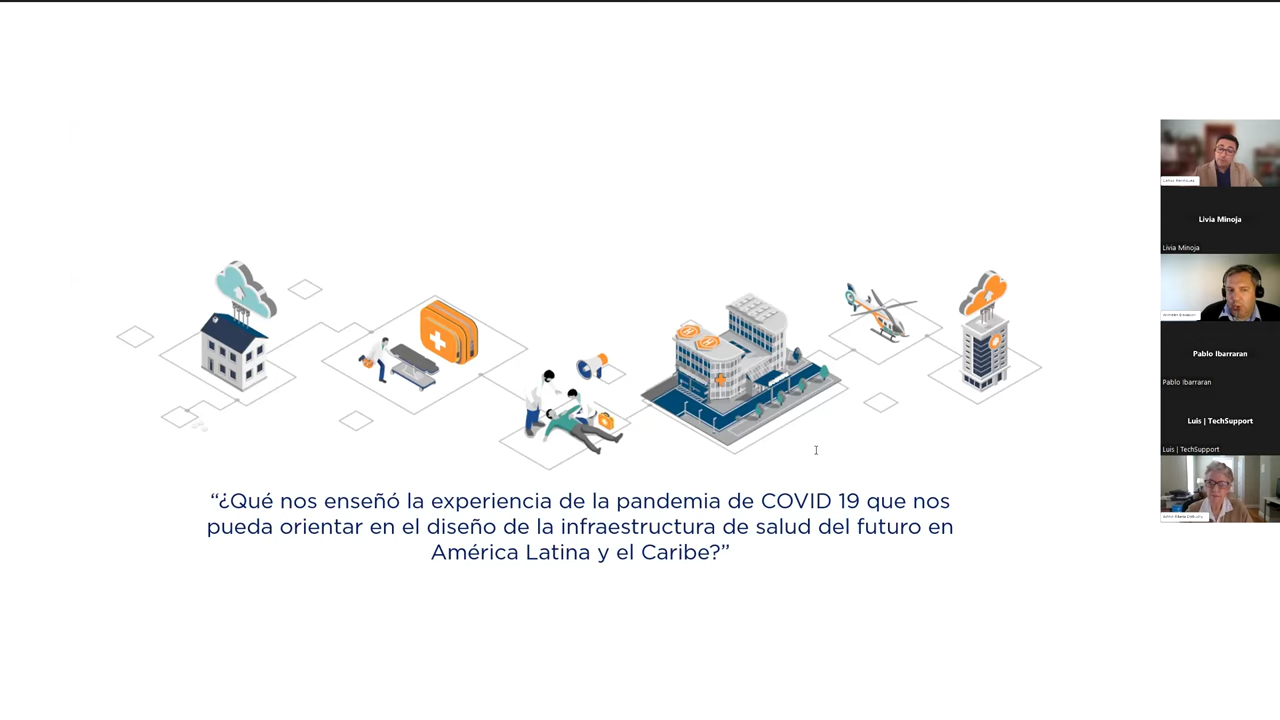 Livia Minoja
Livia Minoja
Pablo Ibarraran
Pablo Ibarraran
Luis | TechSupport
Luis | TechSupport
“¿Qué nos enseñó la experiencia de la pandemia de COVID 19 que nos
pueda orientar en el diseño de la infraestructura de salud del futuro en
América Latina y el Caribe?”